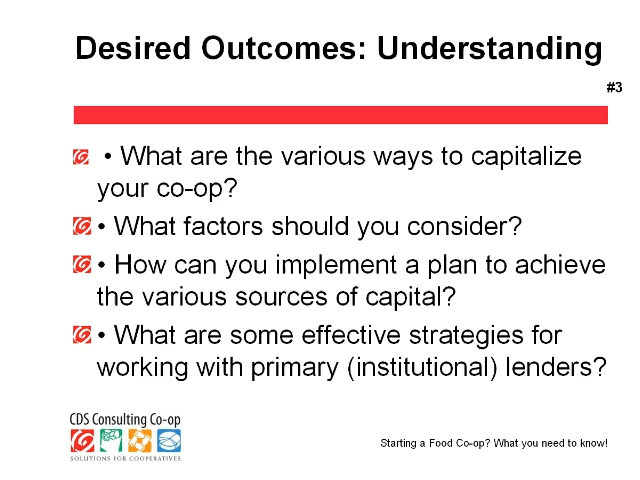 Desired Outcomes: Understanding
#3
• What are the various ways to capitalize
your co-op?
• What factors should you consider?
• How can you implement a plan to achieve
the various sources of capital?
• What are some effective strategies for
working with primary (institutional) lenders?
CDS Consulting Co-op
SOLUTIONS FOR COOPERATIVES
Starting a Food Co-op? What you need to know!